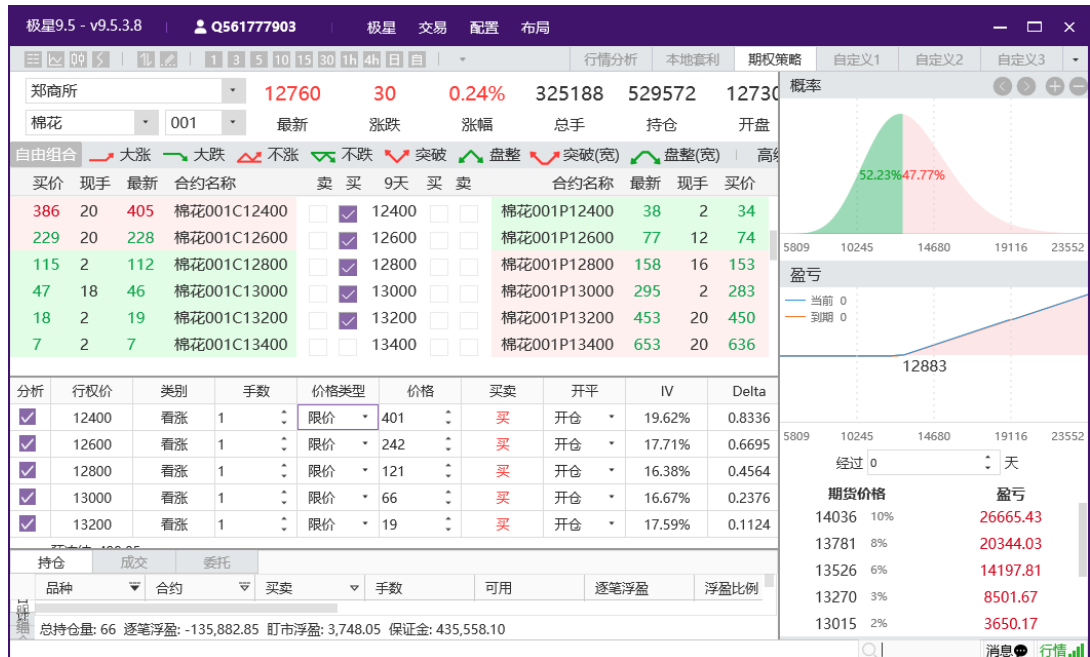 极星9.5 - v9.5.3.8 Q561777903 极星 交易 配置 布局
1 3 5 10 15 30 1h 4h 日 自 行情分析 本地套利 期权策略 自定义1 自定义2 自定义3
郑商所 12760 30 0.24% 325188 529572 12730
棉花 001 最新 涨跌 涨幅 总手 持仓 开盘
自由组合 大涨 大跌 不涨 不跌 突破 盘整 突破(宽) 盘整(宽)
买价 现手 最新 合约名称 卖 买 9天 买 卖 合约名称 最新 现手 买价
386 20 405 棉花001C12400 12400 棉花001P12400 38 2 34
229 20 228 棉花001C12600 12600 棉花001P12600 77 12 74
115 2 112 棉花001C12800 12800 棉花001P12800 158 16 153
47 18 46 棉花001C13000 13000 棉花001P13000 295 2 283
18 2 19 棉花001C13200 13200 棉花001P13200 453 20 450
7 2 7 棉花001C13400 13400 棉花001P13400 653 20 636
分析 行权价 类别 手数 价格类型 价格 买卖 开平 IV Delta
12400 看涨 1 限价 401 买 开仓 19.62% 0.8336
12600 看涨 1 限价 242 买 开仓 17.71% 0.6695
12800 看涨 1 限价 121 买 开仓 16.38% 0.4564
13000 看涨 1 限价 66 买 开仓 16.67% 0.2376
13200 看涨 1 限价 19 买 开仓 17.59% 0.1124
持仓 成交 委托
品种 合约 买卖 手数 可用 逐笔浮盈 浮盈比例
总持仓量: 66 逐笔浮盈: -135,882.85 盯市浮盈: 3,748.05 保证金: 435,558.10
概率
52.23% 47.77%
5809 10245 14680 19116 23552
盈亏
当前 0
到期 0
12883
5809 10245 14680 19116 23552
经过 0 天
期货价格 盈亏
14036 10% 26665.43
13781 8% 20344.03
13526 6% 14197.81
13270 3% 8501.67
13015 2% 3650.17
消息 行情